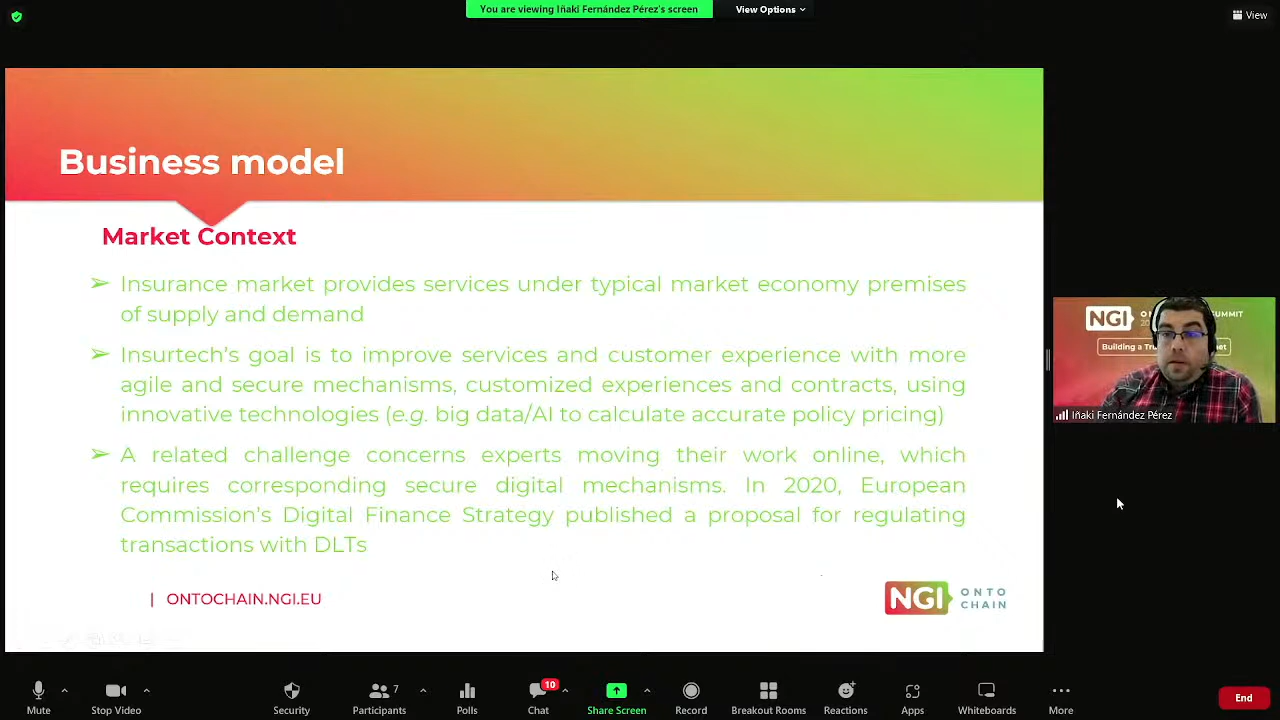 You are viewing Iñaki Fernández Pérez's screen
View Options
View
Business model
Market Context
➢ Insurance market provides services under typical market economy premises
of supply and demand
➢ Insurtech's goal is to improve services and customer experience with more
agile and secure mechanisms, customized experiences and contracts, using
innovative technologies (e.g. big data/AI to calculate accurate policy pricing)
➢ A related challenge concerns experts moving their work online, which
requires corresponding secure digital mechanisms. In 2020, European
Commission's Digital Finance Strategy published a proposal for regulating
transactions with DLTs
| ONTOCHAIN.NGI.EU
NGI
ONTO
CHAIN
NGI
Iñaki Fernández Pérez
7
10
Mute
Stop Video
Security
Participants
Polls
Chat
Share Screen
Record
Breakout Rooms
Reactions
Apps
Whiteboards
More
End